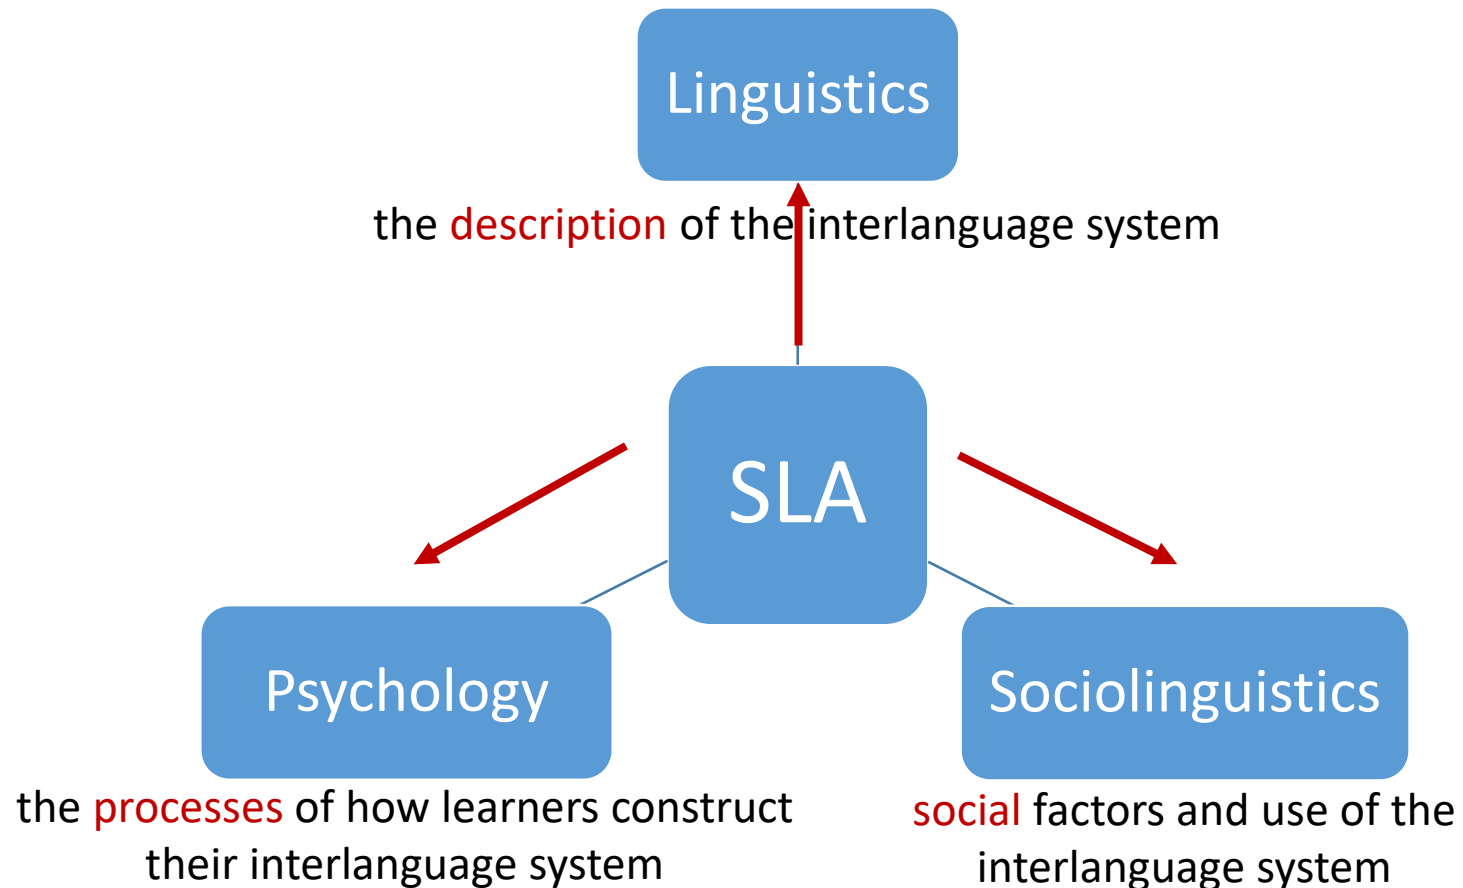 Linguistics
the description of the interlanguage system
SLA
Psychology
the processes of how learners construct
their interlanguage system
Sociolinguistics
social factors and use of the
interlanguage system